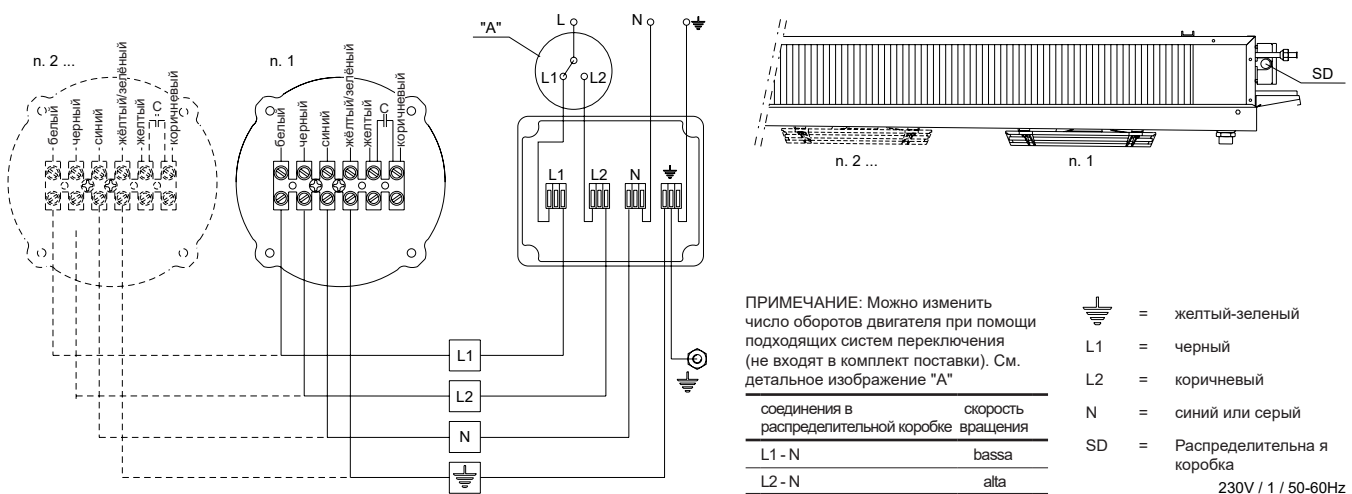 "A"
L
N
n. 2 ...
n. 1
белый
черный
синий
жёлтый/зелёный
желтый
C
коричневый
белый
черный
синий
жёлтый/зелёный
желтый
C
коричневый
L1
L2
L1
L2
N
L1
L2
N
SD
n. 2 ...
n. 1
ПРИМЕЧАНИЕ: Можно изменить
число оборотов двигателя при помощи
подходящих систем переключения
(не входят в комплект поставки). См.
детальное изображение "A"
соединения в скорость
распределительной коробке вращения
L1 - N bassa
L2 - N alta
= желтый-зеленый
L1 = черный
L2 = коричневый
N = синий или серый
SD = Распределительна я
коробка
230V / 1 / 50-60Hz